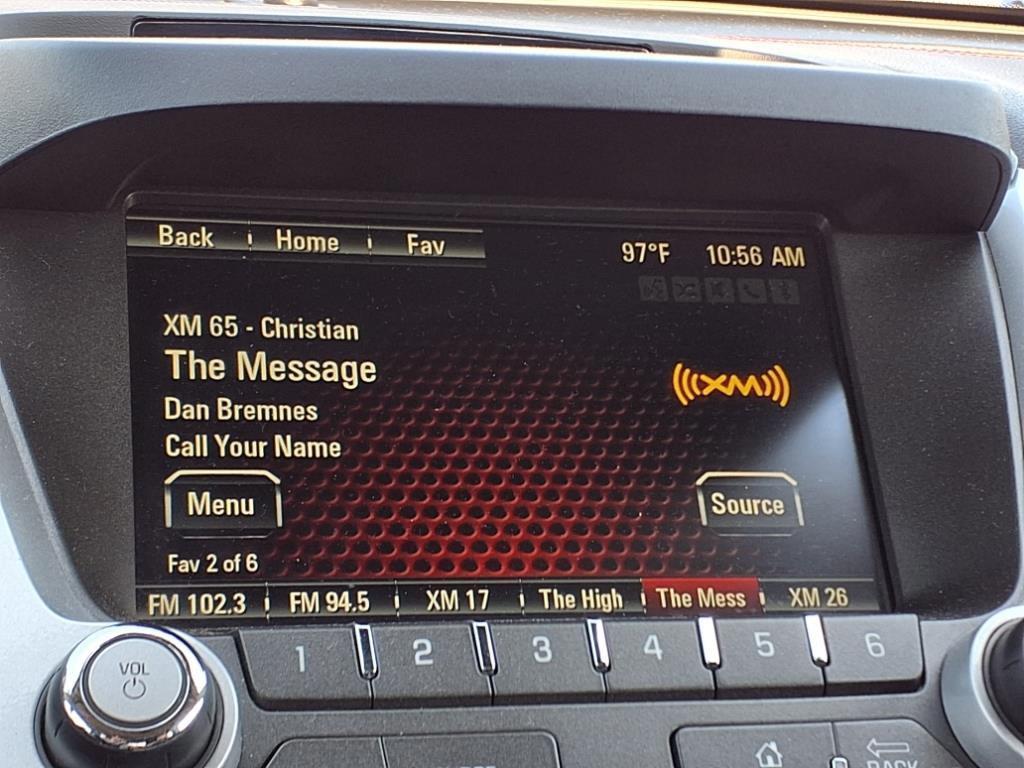 Back Home Fav 97°F 10:56 AM
XM 65 - Christian
The Message
((XM))
Dan Bremnes
Call Your Name
Menu Source
Fav 2 of 6
FM 102.3 FM 94.5 XM 17 The High The Mess XM 26
VOL 1 2 3 4 5 6
BACK